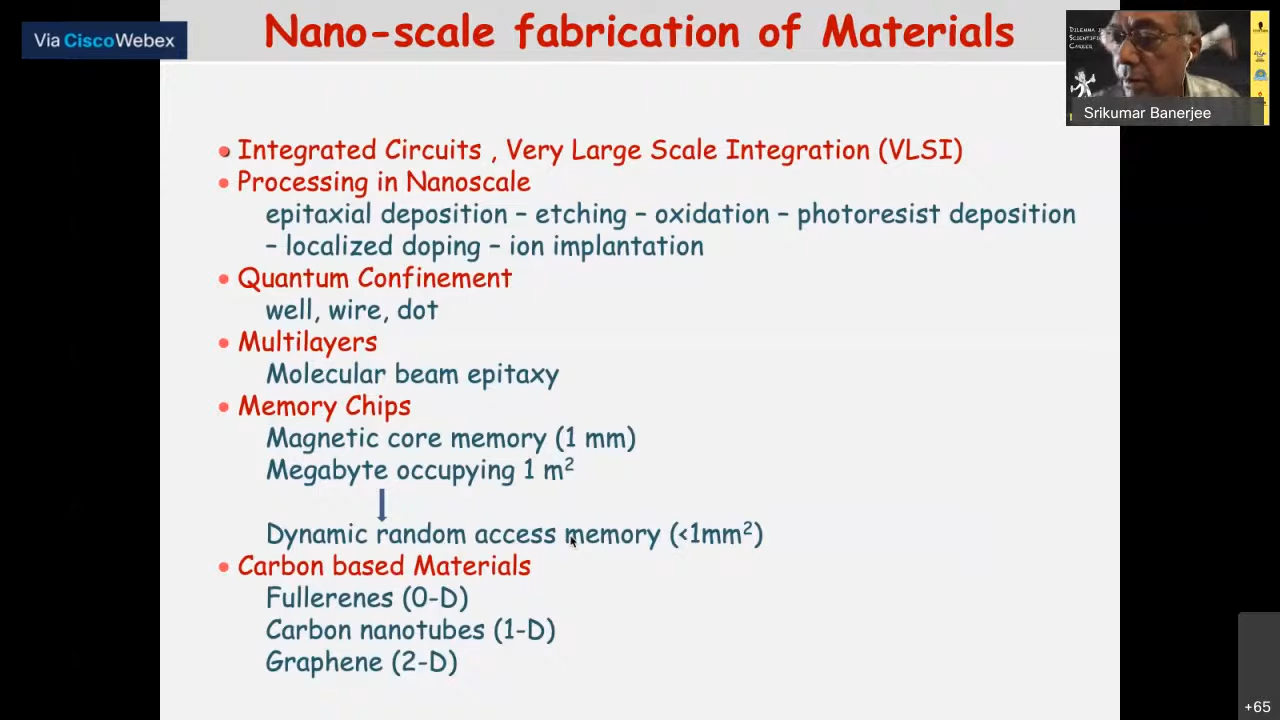 Via Cisco Webex
Nano-scale fabrication of Materials
DILEMMA
SCIENTIFIC
CAREER
Srikumar Banerjee
• Integrated Circuits , Very Large Scale Integration (VLSI)
• Processing in Nanoscale
epitaxial deposition – etching – oxidation – photoresist deposition
– localized doping – ion implantation
• Quantum Confinement
well, wire, dot
• Multilayers
Molecular beam epitaxy
• Memory Chips
Magnetic core memory (1 mm)
Megabyte occupying 1 m²
Dynamic random access memory (<1mm²)
• Carbon based Materials
Fullerenes (0-D)
Carbon nanotubes (1-D)
Graphene (2-D)
+65